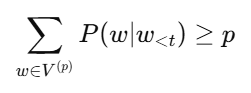 ∑_{w∈V^{(p)}} P(w|w_{<t}) ≥ p